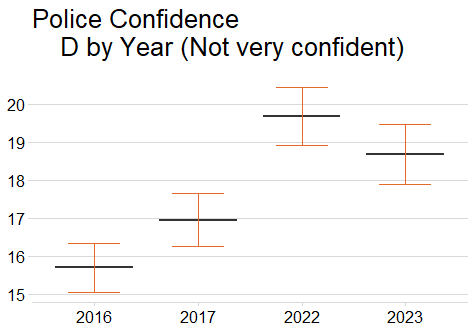 Police Confidence
D by Year (Not very confident)
20
19
18
17
16
15
2016 2017 2022 2023